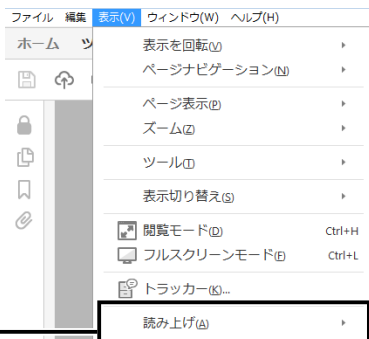 ファイル 編集 表示(V) ウィンドウ(W) ヘルプ(H)
ホーム ツ
表示を回転(V)
ページナビゲーション(N)
ページ表示(P)
ズーム(Z)
ツール(T)
表示切り替え(S)
閲覧モード(D) Ctrl+H
フルスクリーンモード(F) Ctrl+L
トラッカー(K)...
読み上げ(A)